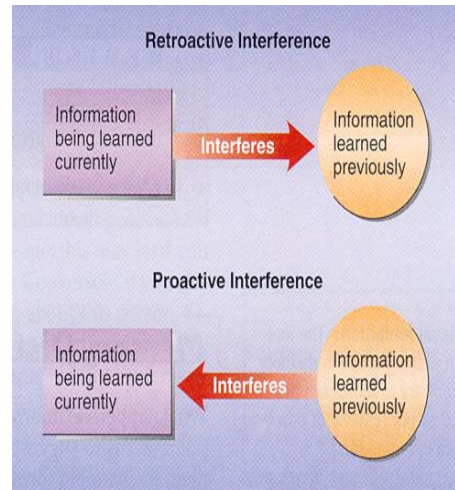 Retroactive Interference
Information
being learned
currently
Interferes
Information
learned
previously
Proactive Interference
Information
being learned
currently
Interferes
Information
learned
previously